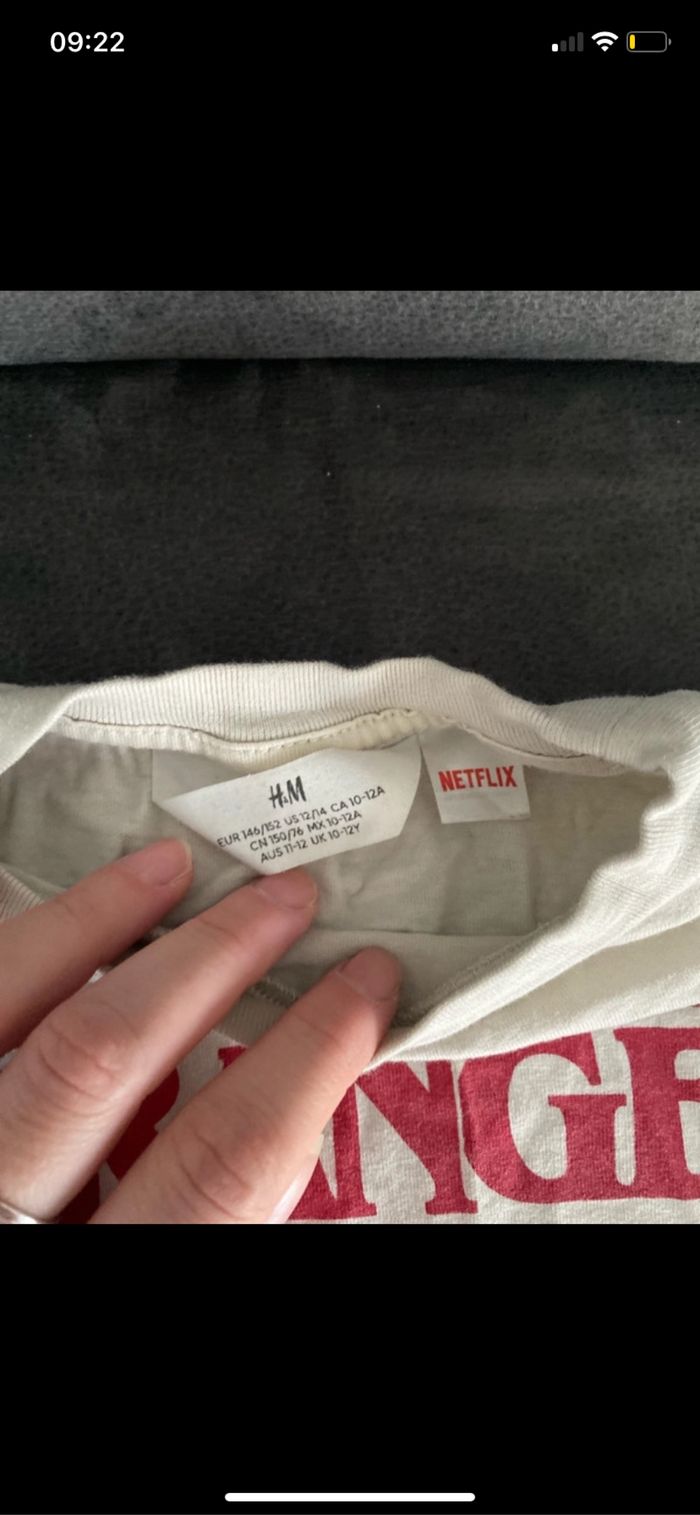 09:22
H&M
EUR 146/152 US 12/14 CA 10-12A
CN 150/76 MX 10-12A
AUS 11-12 UK 10-12Y
NETFLIX
NGE